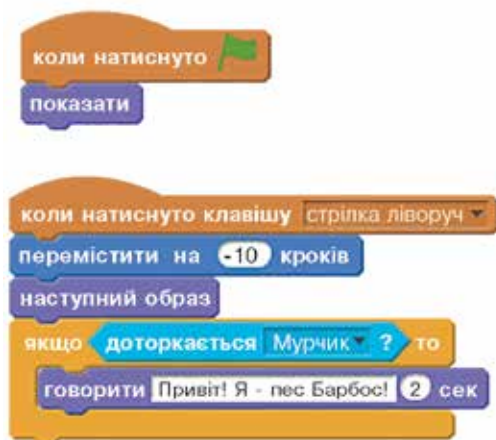 коли натиснуто
показати
коли натиснуто клавішу стрілка ліворуч
перемістити на -10 кроків
наступний образ
якщо доторкається Мурчик ? то
говорити Привіт! Я - пес Барбос! 2 сек